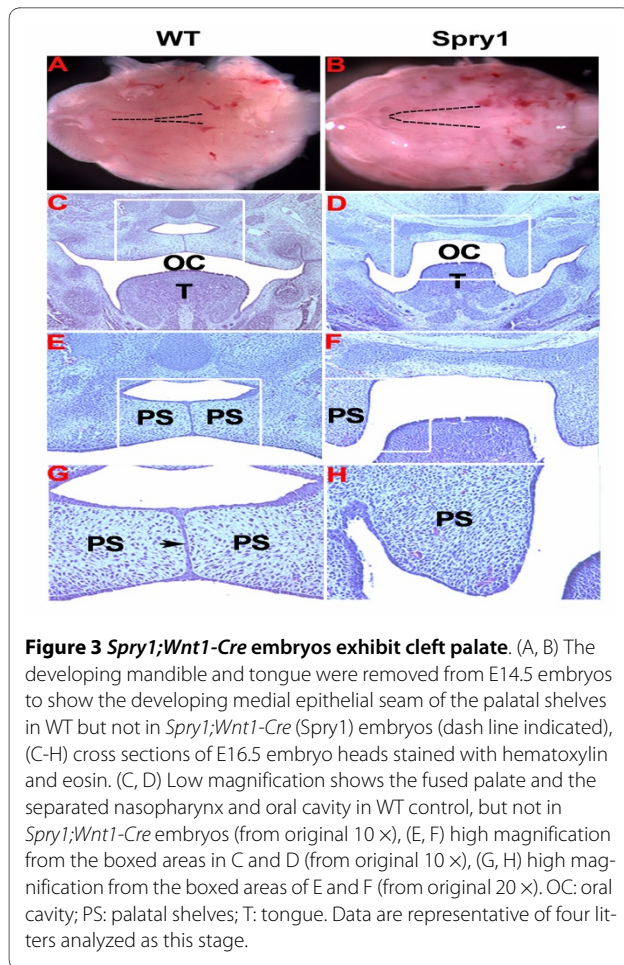 WT Spry1
A B
C D
OC OC
T T
E F
PS PS PS
G H
PS PS PS
Figure 3 Spry1;Wnt1-Cre embryos exhibit cleft palate. (A, B) The
developing mandible and tongue were removed from E14.5 embryos
to show the developing medial epithelial seam of the palatal shelves
in WT but not in Spry1;Wnt1-Cre (Spry1) embryos (dash line indicated),
(C-H) cross sections of E16.5 embryo heads stained with hematoxylin
and eosin. (C, D) Low magnification shows the fused palate and the
separated nasopharynx and oral cavity in WT control, but not in
Spry1;Wnt1-Cre embryos (from original 10 ×), (E, F) high magnification
from the boxed areas in C and D (from original 10 ×), (G, H) high mag-
nification from the boxed areas of E and F (from original 20 ×). OC: oral
cavity; PS: palatal shelves; T: tongue. Data are representative of four lit-
ters analyzed as this stage.